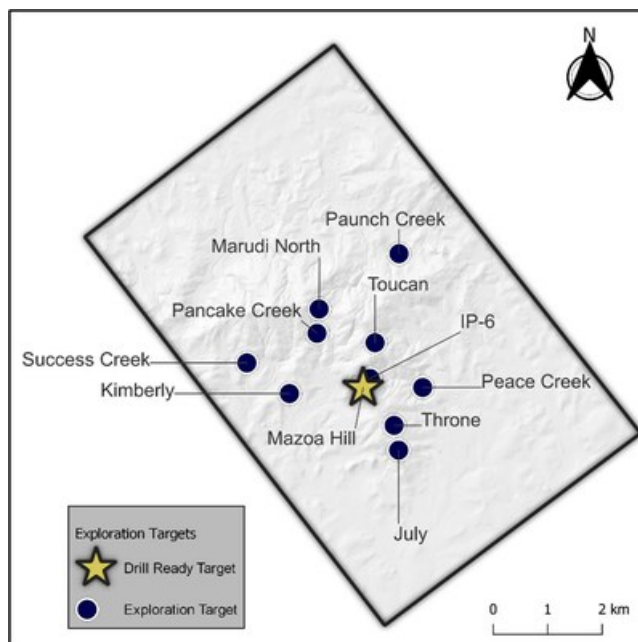 N
Paunch Creek
Marudi North
Toucan
Pancake Creek
IP-6
Success Creek
Peace Creek
Kimberly
Throne
Mazoa Hill
July
Exploration Targets
Drill Ready Target
Exploration Target
0 1 2 km